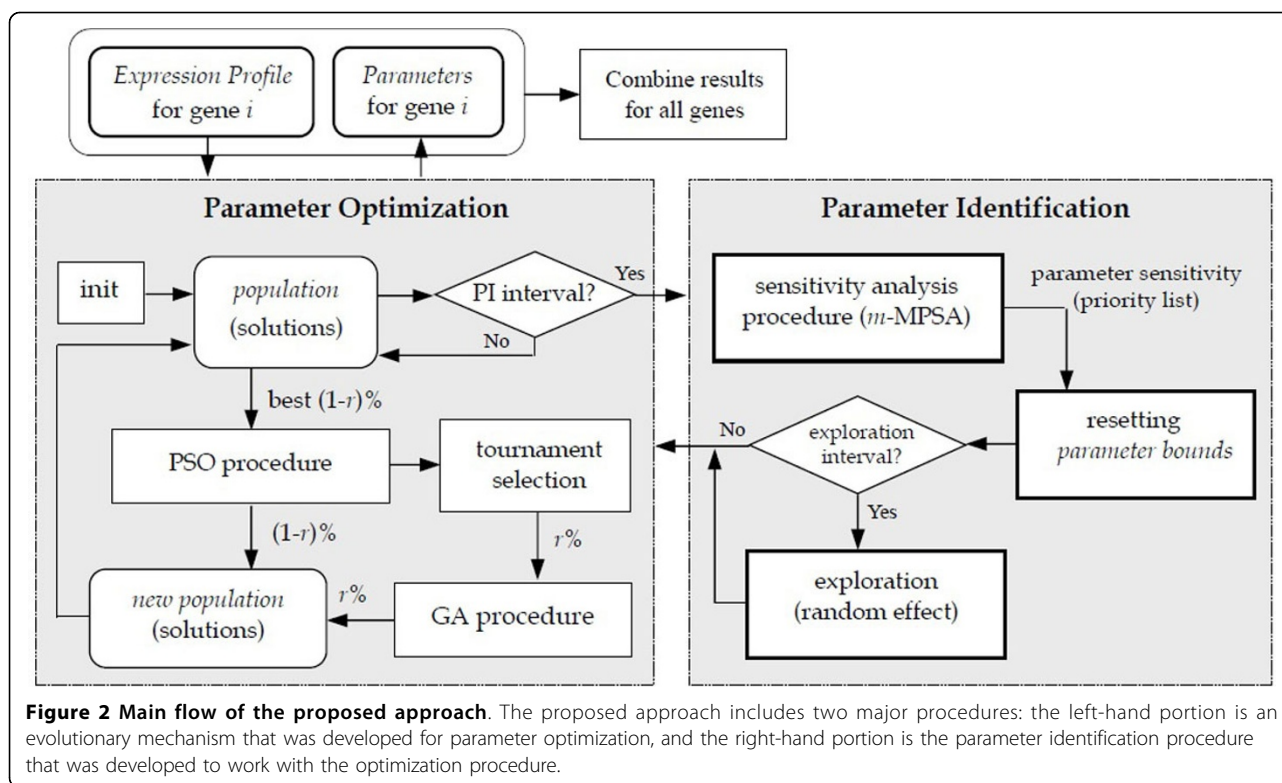 Expression Profile
for gene i
Parameters
for gene i
Combine results
for all genes
Parameter Optimization
init
population
(solutions)
PI interval?
Yes
No
best (1-r)%
PSO procedure
tournament
selection
(1-r)%
r%
new population
(solutions)
r%
GA procedure
Parameter Identification
sensitivity analysis
procedure (m-MPSA)
parameter sensitivity
(priority list)
resetting
parameter bounds
exploration
interval?
No
Yes
exploration
(random effect)
Figure 2 Main flow of the proposed approach. The proposed approach includes two major procedures: the left-hand portion is an
evolutionary mechanism that was developed for parameter optimization, and the right-hand portion is the parameter identification procedure
that was developed to work with the optimization procedure.